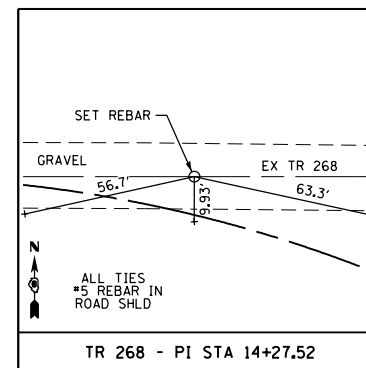 SET REBAR
GRAVEL
EX TR 268
56.7'
63.3'
9.93'
N
ALL TIES
#5 REBAR IN
ROAD SHLD
TR 268 - PI STA 14+27.52